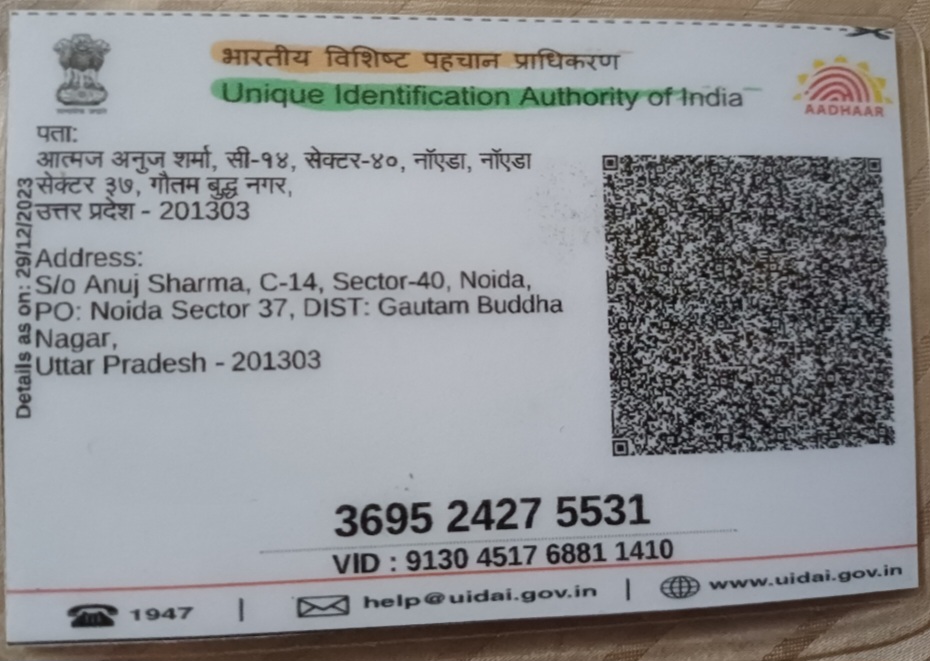 भारतीय विशिष्ट पहचान प्राधिकरण
Unique Identification Authority of India
AADHAAR
पता:
आत्मज अनुज शर्मा, सी-१४, सेक्टर-४०, नॉएडा, नॉएडा
सेक्टर ३७, गौतम बुद्ध नगर,
उत्तर प्रदेश - 201303
Address:
S/o Anuj Sharma, C-14, Sector-40, Noida,
PO: Noida Sector 37, DIST: Gautam Buddha
Nagar,
Uttar Pradesh - 201303
Details as on: 29/12/2023
3695 2427 5531
VID : 9130 4517 6881 1410
1947 | help@uidai.gov.in | www.uidai.gov.in